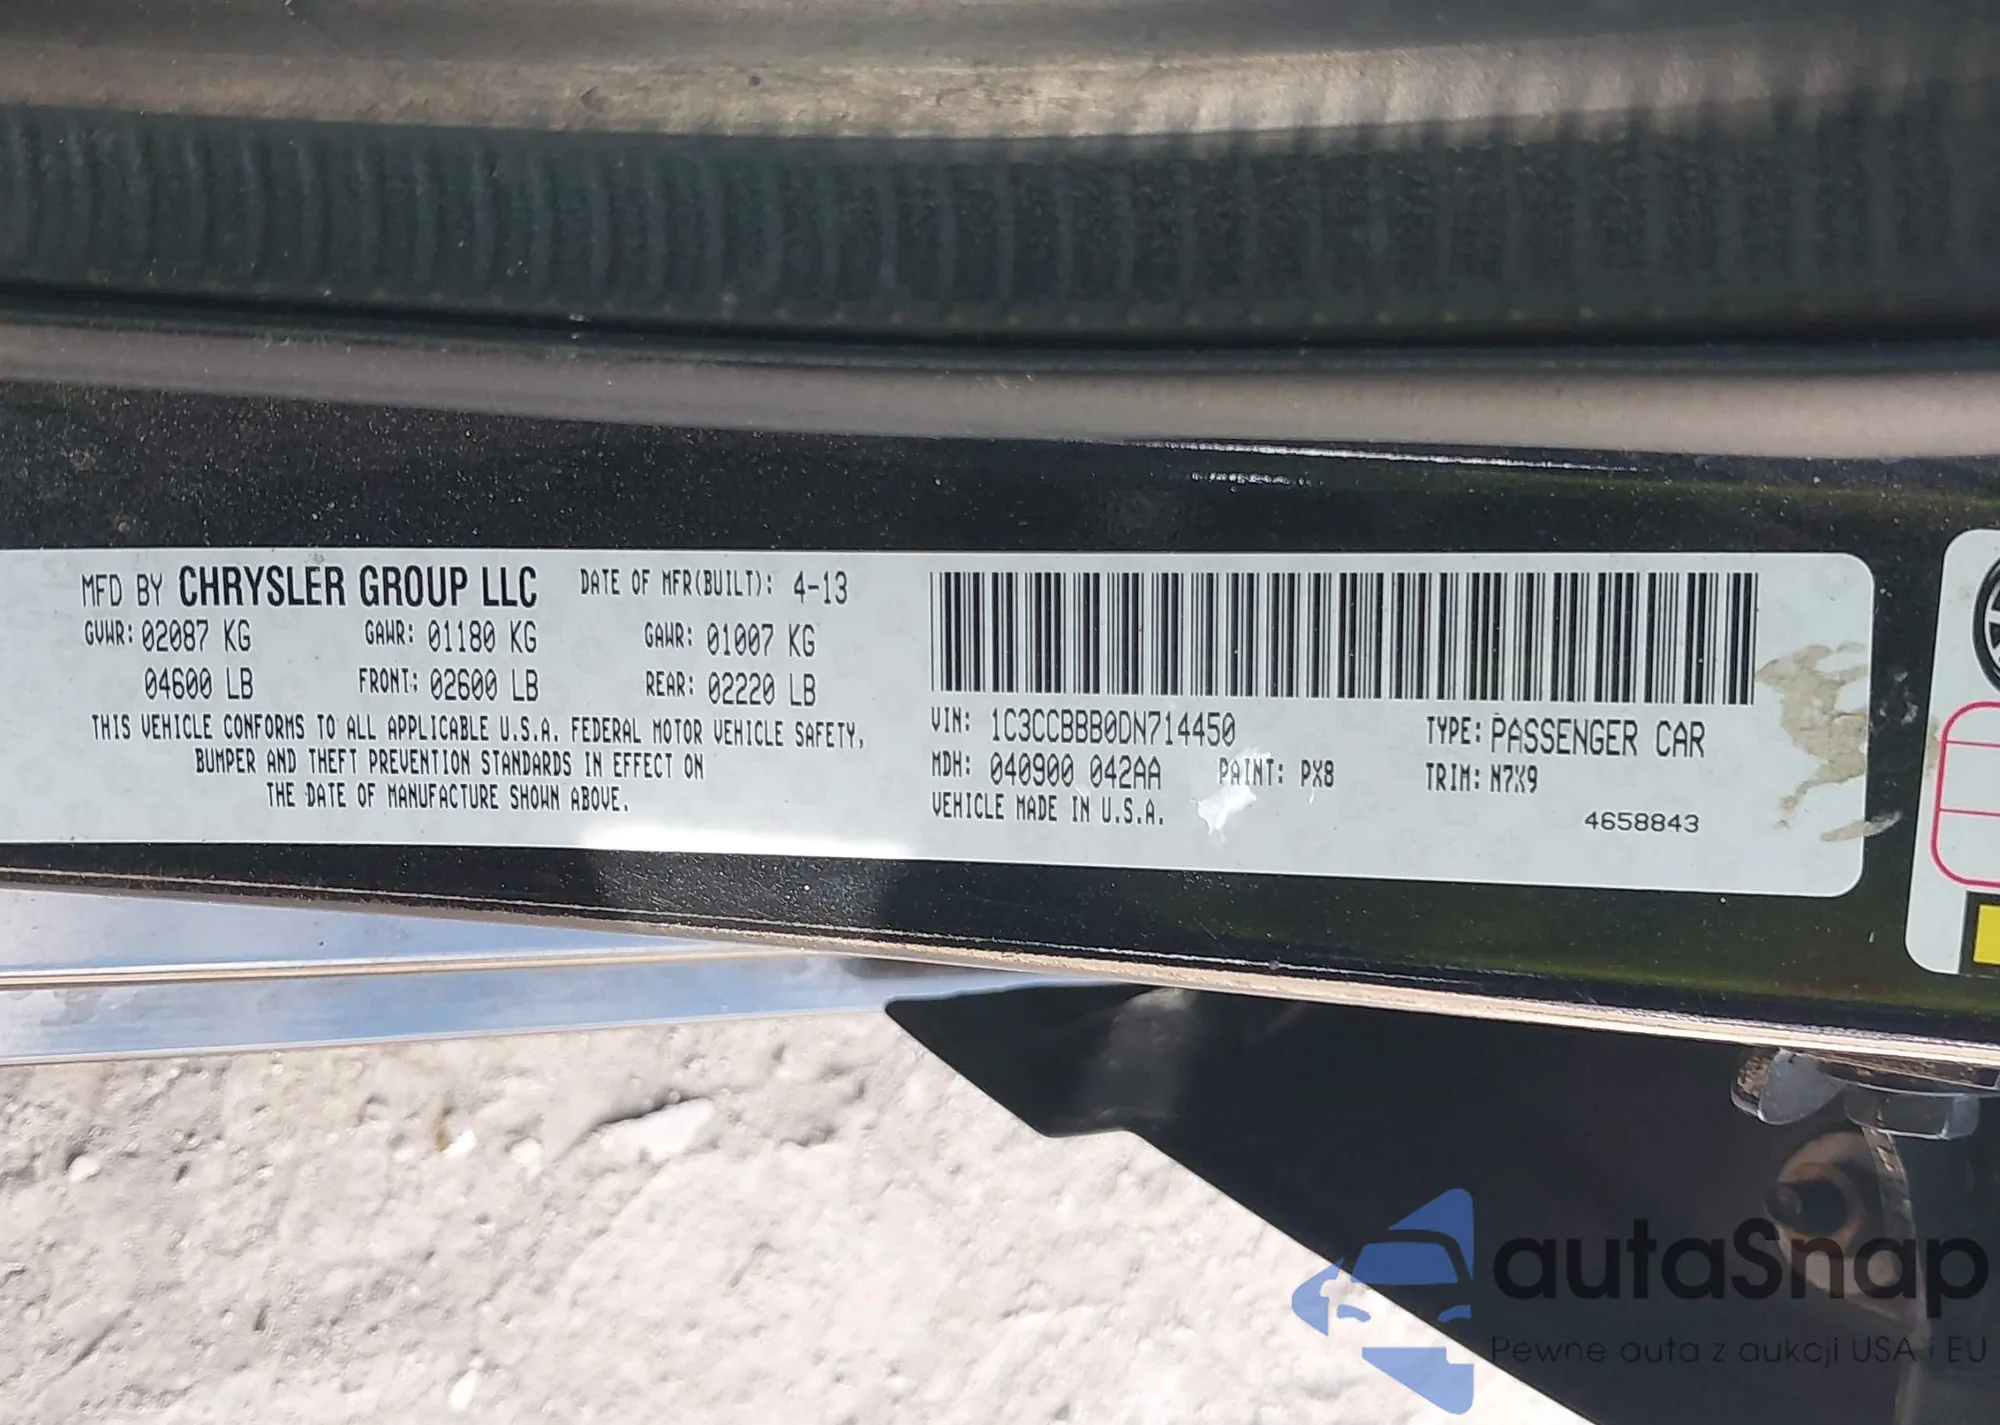 MFD BY CHRYSLER GROUP LLC DATE OF MFR(BUILT): 4-13
GVWR: 02087 KG GAWR: 01180 KG GAWR: 01007 KG
04600 LB FRONT: 02600 LB REAR: 02220 LB
THIS VEHICLE CONFORMS TO ALL APPLICABLE U.S.A. FEDERAL MOTOR VEHICLE SAFETY,
BUMPER AND THEFT PREVENTION STANDARDS IN EFFECT ON
THE DATE OF MANUFACTURE SHOWN ABOVE.
VIN: 1C3CCBBB0DN714450 TYPE: PASSENGER CAR
MDH: 040900 042AA PAINT: PX8 TRIM: N7X9
VEHICLE MADE IN U.S.A.
4658843
autaSnap
Pewne auta z aukcji USA i EU